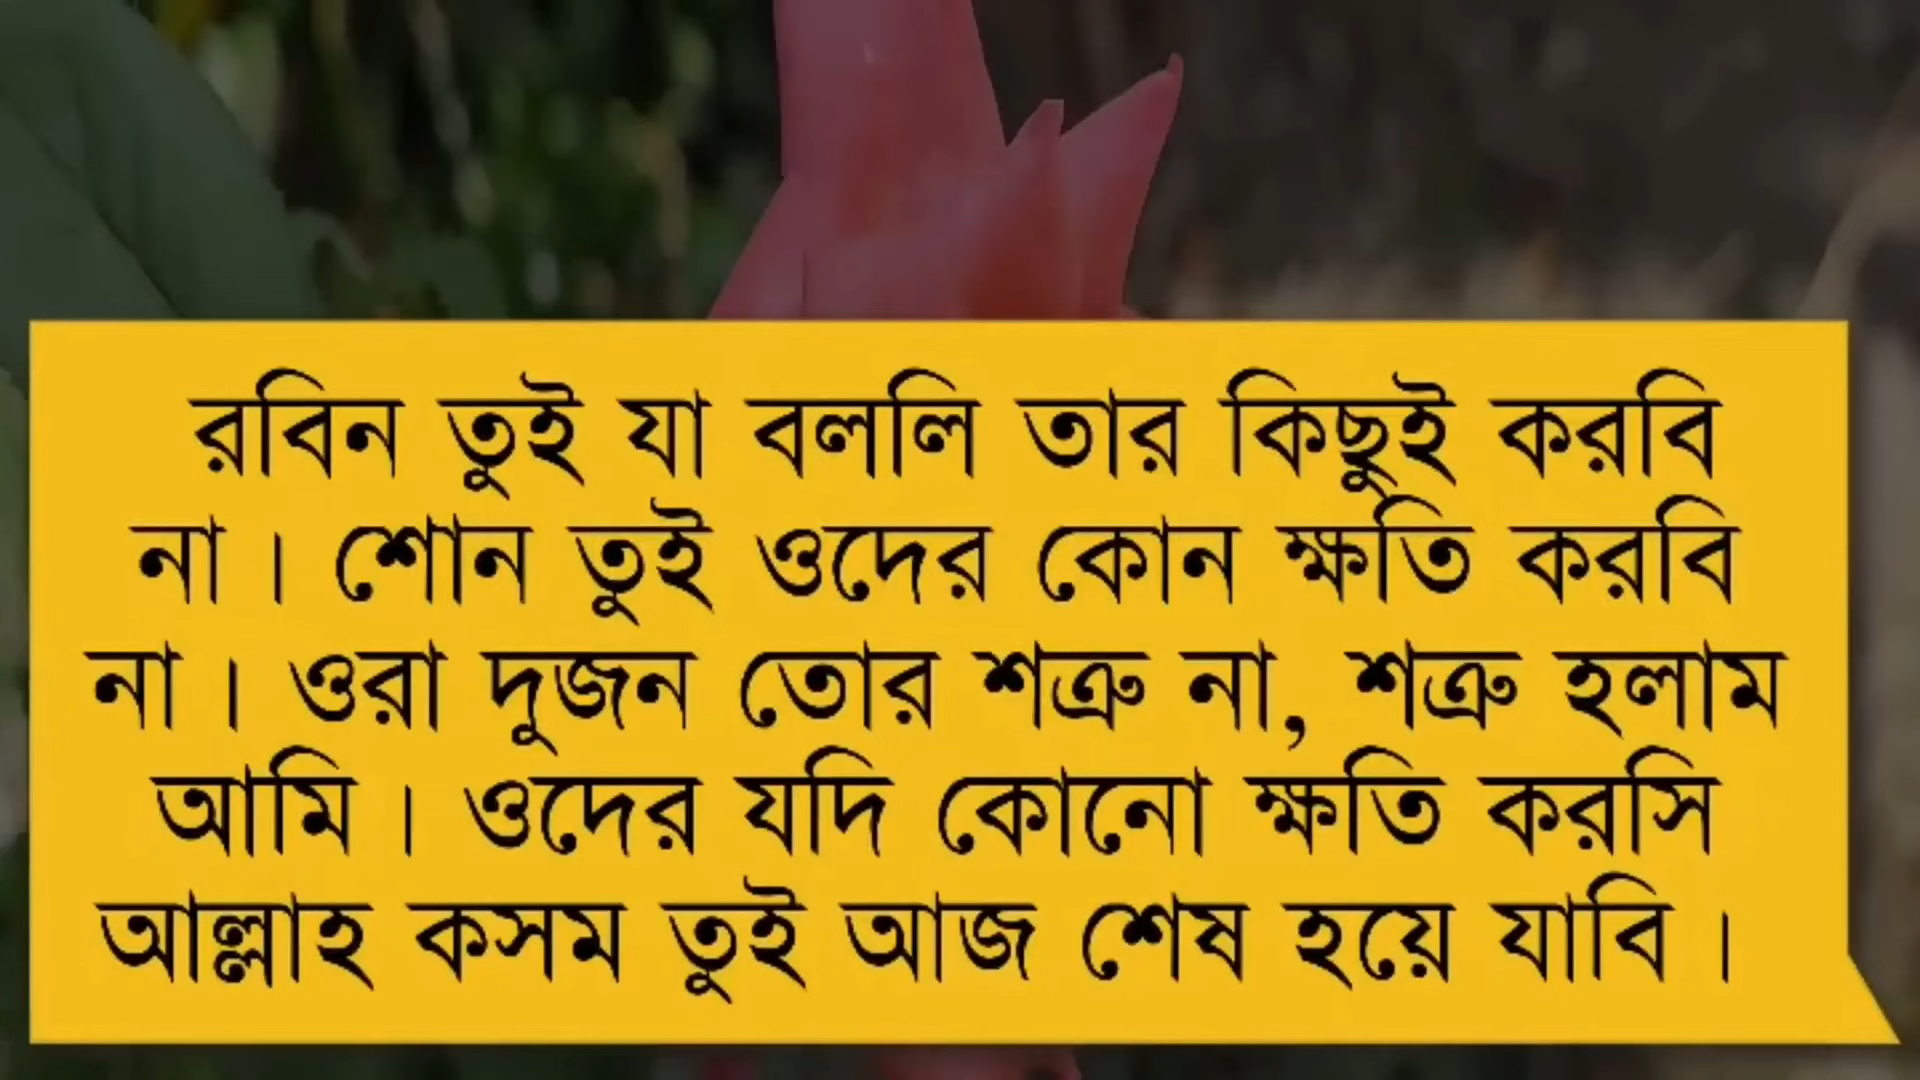 রবিন তুই যা বললি তার কিছুই করবি
না । শোন তুই ওদের কোন ক্ষতি করবি
না । ওরা দুজন তোর শত্রু না, শত্রু হলাম
আমি । ওদের যদি কোনো ক্ষতি করসি
আল্লাহ কসম তুই আজ শেষ হয়ে যাবি ।